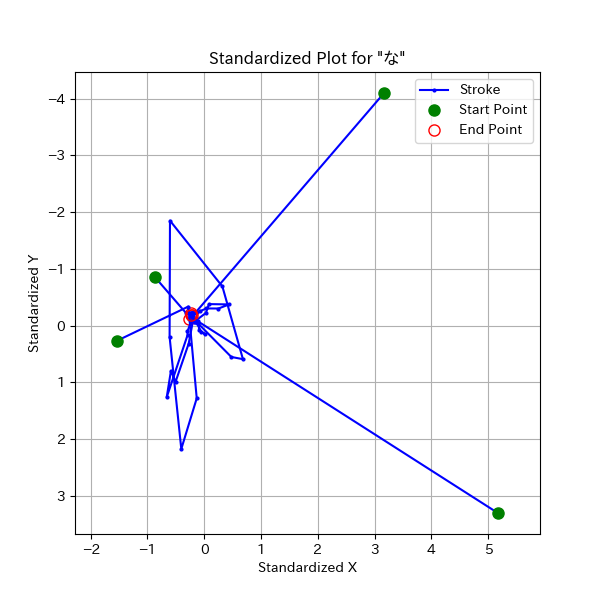 Standardized Plot for "な"
Stroke
Start Point
End Point
Standardized Y
−4
−3
−2
−1
0
1
2
3
−2 −1 0 1 2 3 4 5
Standardized X